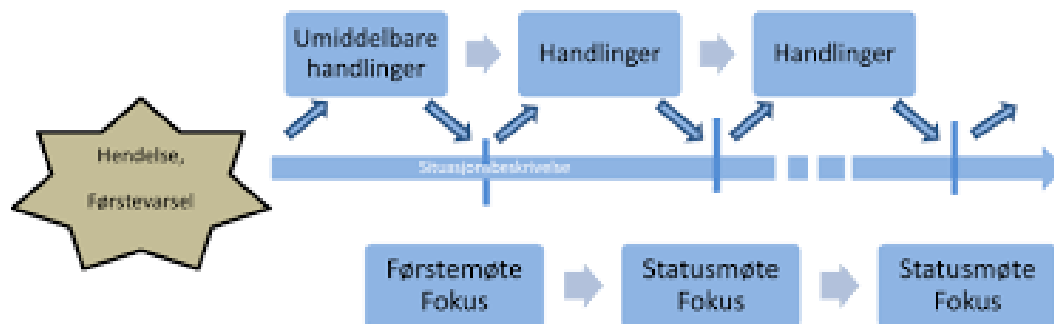 Umiddelbare
handlinger
Handlinger
Handlinger
Hendelse,
Førstevarsel
Situasjonsbeskrivelse
Førstemøte
Fokus
Statusmøte
Fokus
Statusmøte
Fokus